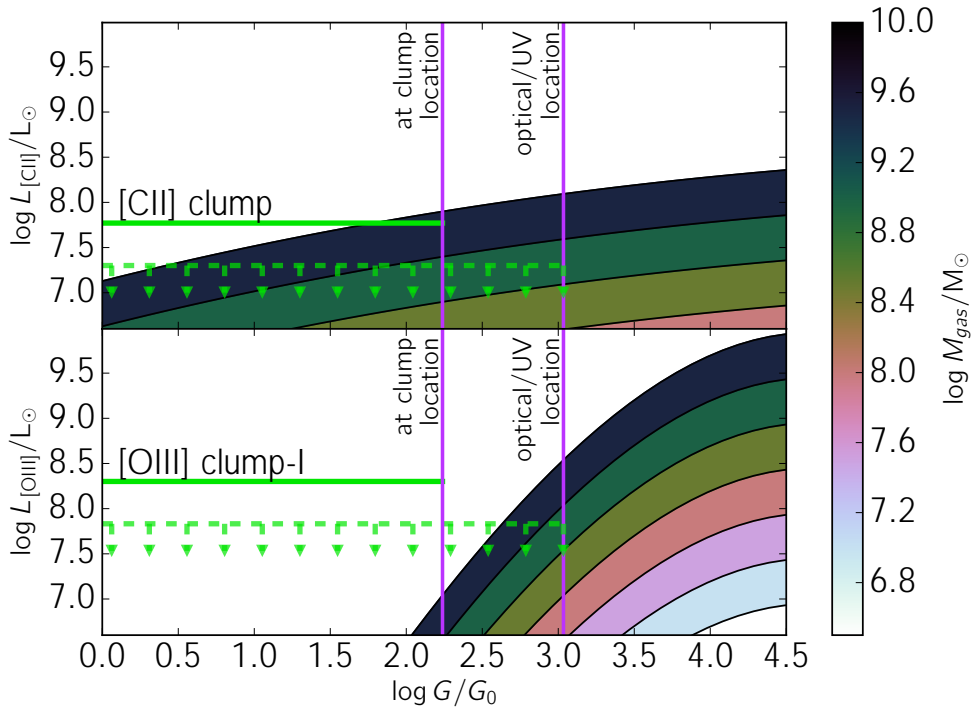 9.5
9.0
8.5
8.0
7.5
7.0
log L[CII]/L⊙
[CII] clump
at clump
location
optical/UV
location
9.5
9.0
8.5
8.0
7.5
7.0
log L[OIII]/L⊙
[OIII] clump-I
at clump
location
optical/UV
location
0.0 0.5 1.0 1.5 2.0 2.5 3.0 3.5 4.0 4.5
log G/G0
10.0
9.6
9.2
8.8
8.4
8.0
7.6
7.2
6.8
log Mgas/M⊙